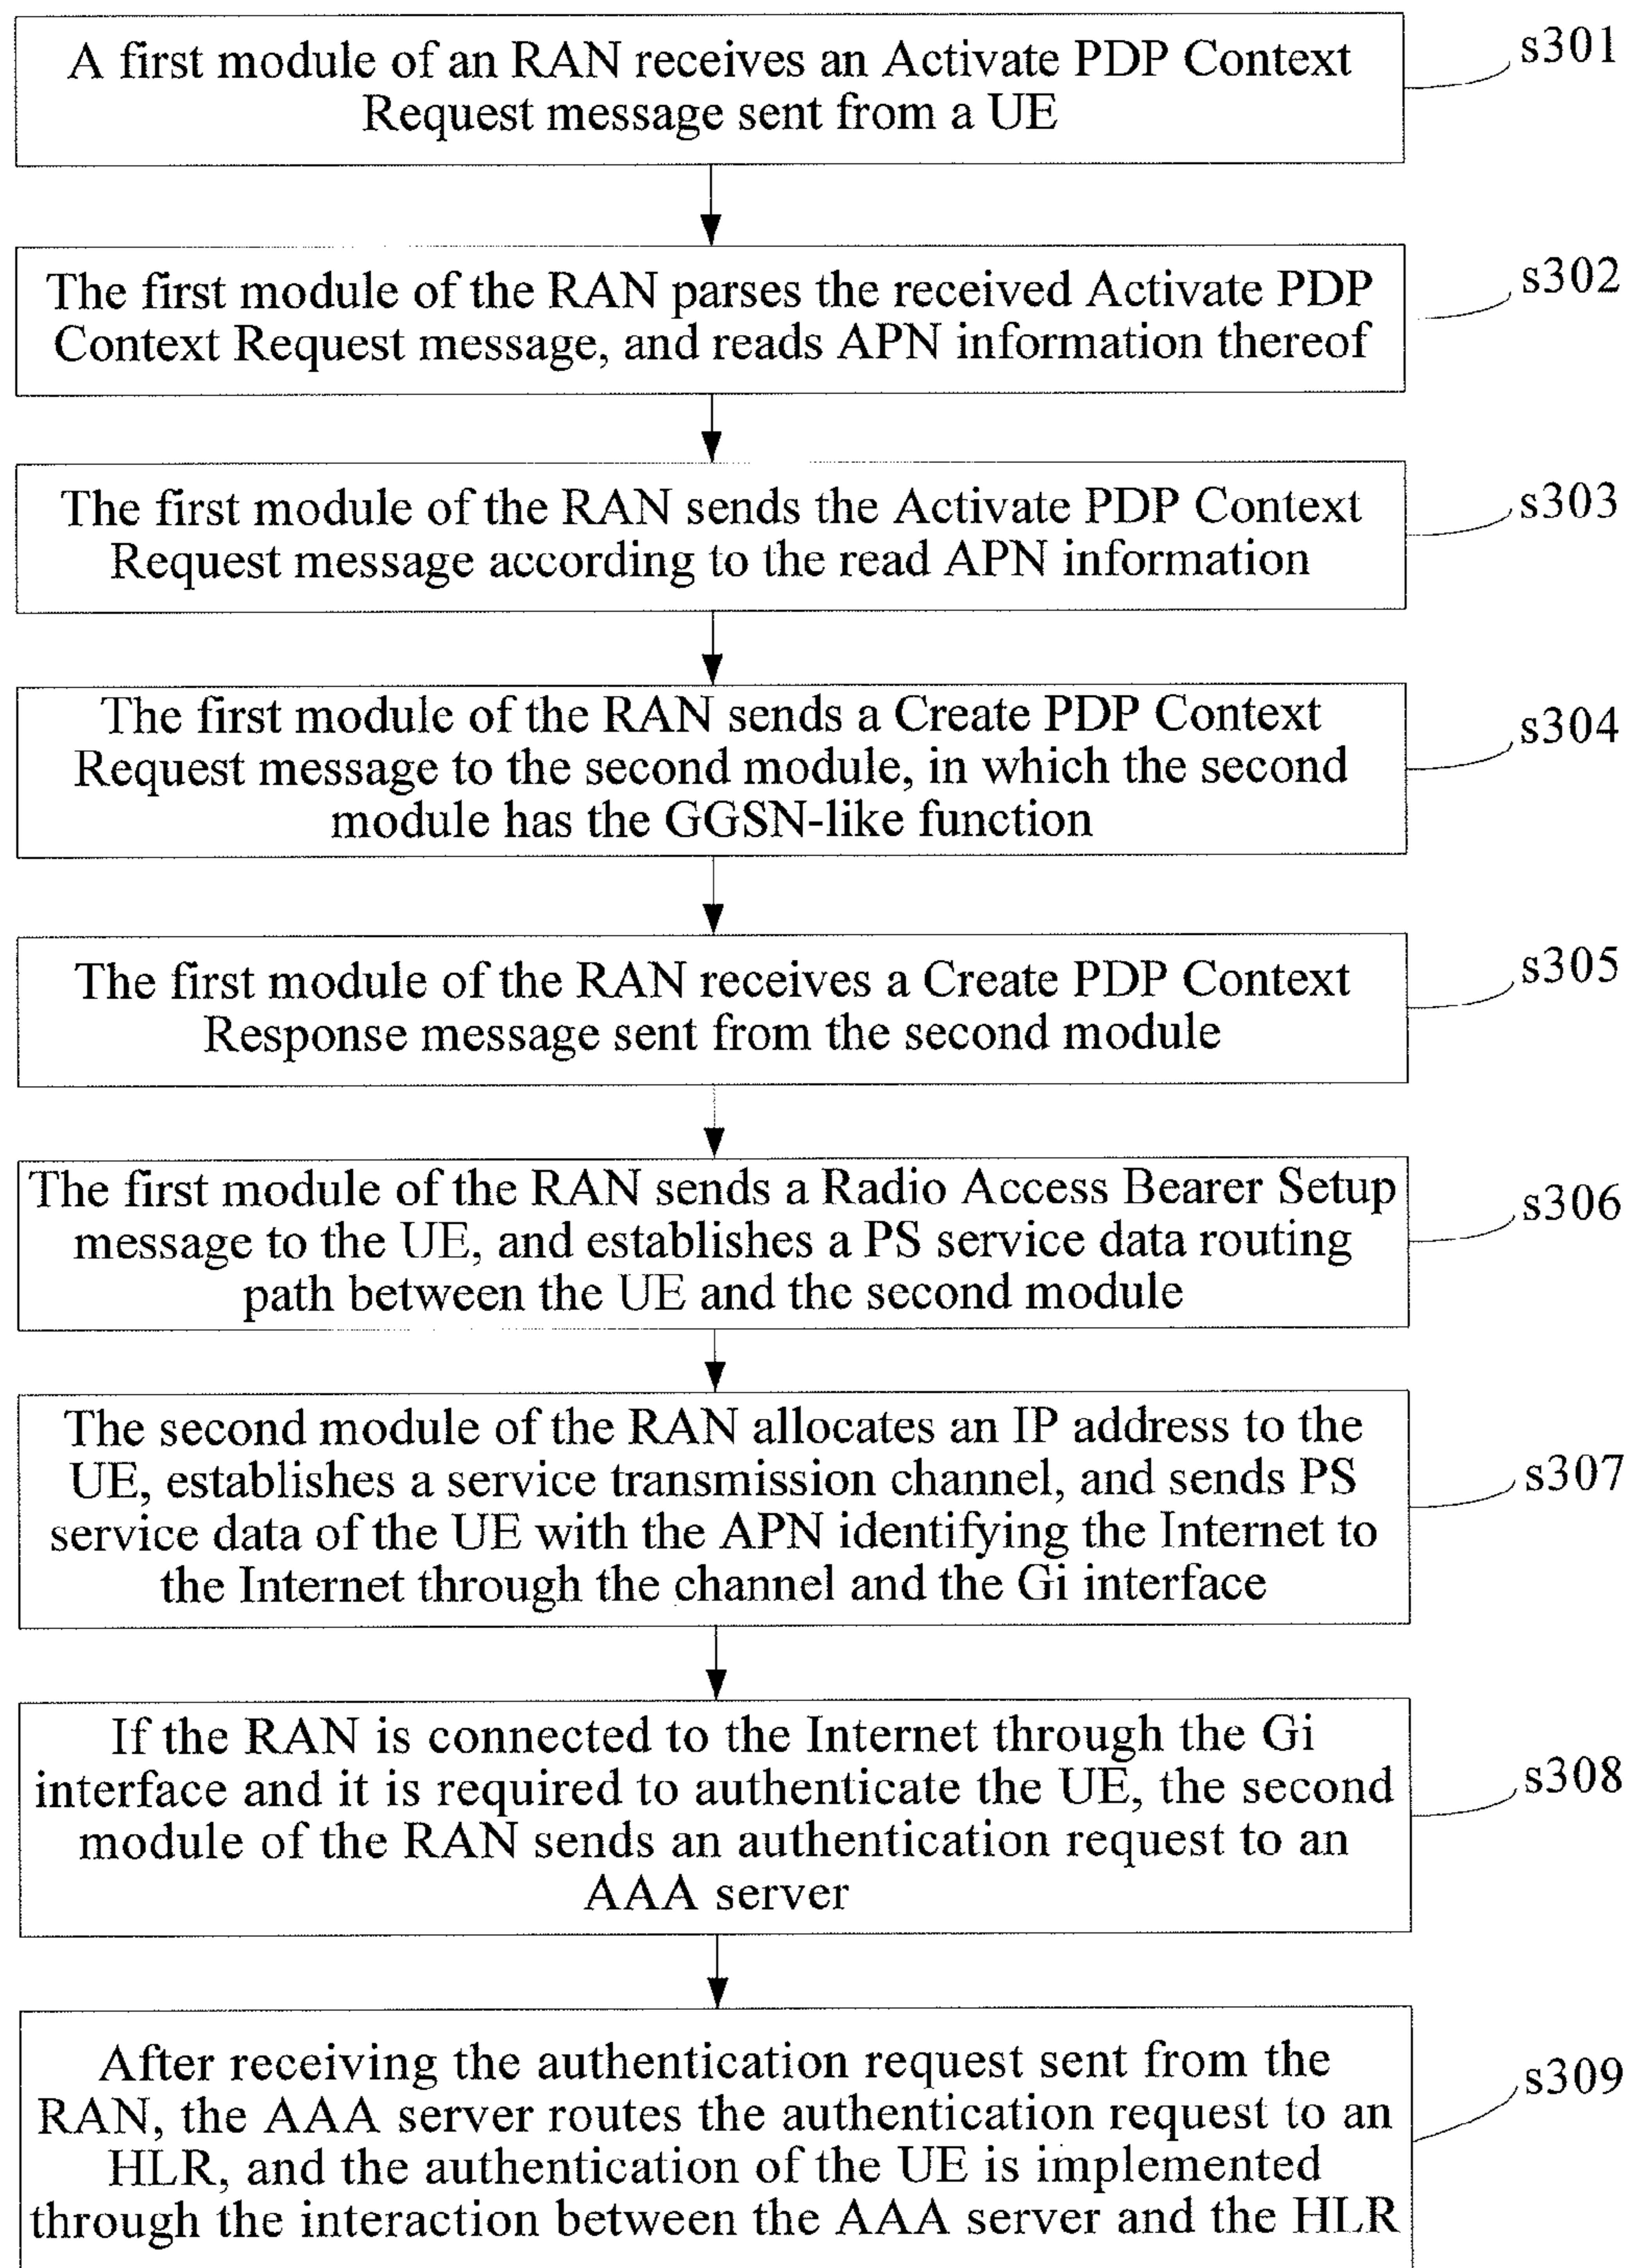 A first module of an RAN receives an Activate PDP Context
Request message sent from a UE
s301
The first module of the RAN parses the received Activate PDP
Context Request message, and reads APN information thereof
s302
The first module of the RAN sends the Activate PDP Context
Request message according to the read APN information
s303
The first module of the RAN sends a Create PDP Context
Request message to the second module, in which the second
module has the GGSN-like function
s304
The first module of the RAN receives a Create PDP Context
Response message sent from the second module
s305
The first module of the RAN sends a Radio Access Bearer Setup
message to the UE, and establishes a PS service data routing
path between the UE and the second module
s306
The second module of the RAN allocates an IP address to the
UE, establishes a service transmission channel, and sends PS
service data of the UE with the APN identifying the Internet to
the Internet through the channel and the Gi interface
s307
If the RAN is connected to the Internet through the Gi
interface and it is required to authenticate the UE, the second
module of the RAN sends an authentication request to an
AAA server
s308
After receiving the authentication request sent from the
RAN, the AAA server routes the authentication request to an
HLR, and the authentication of the UE is implemented
through the interaction between the AAA server and the HLR
s309